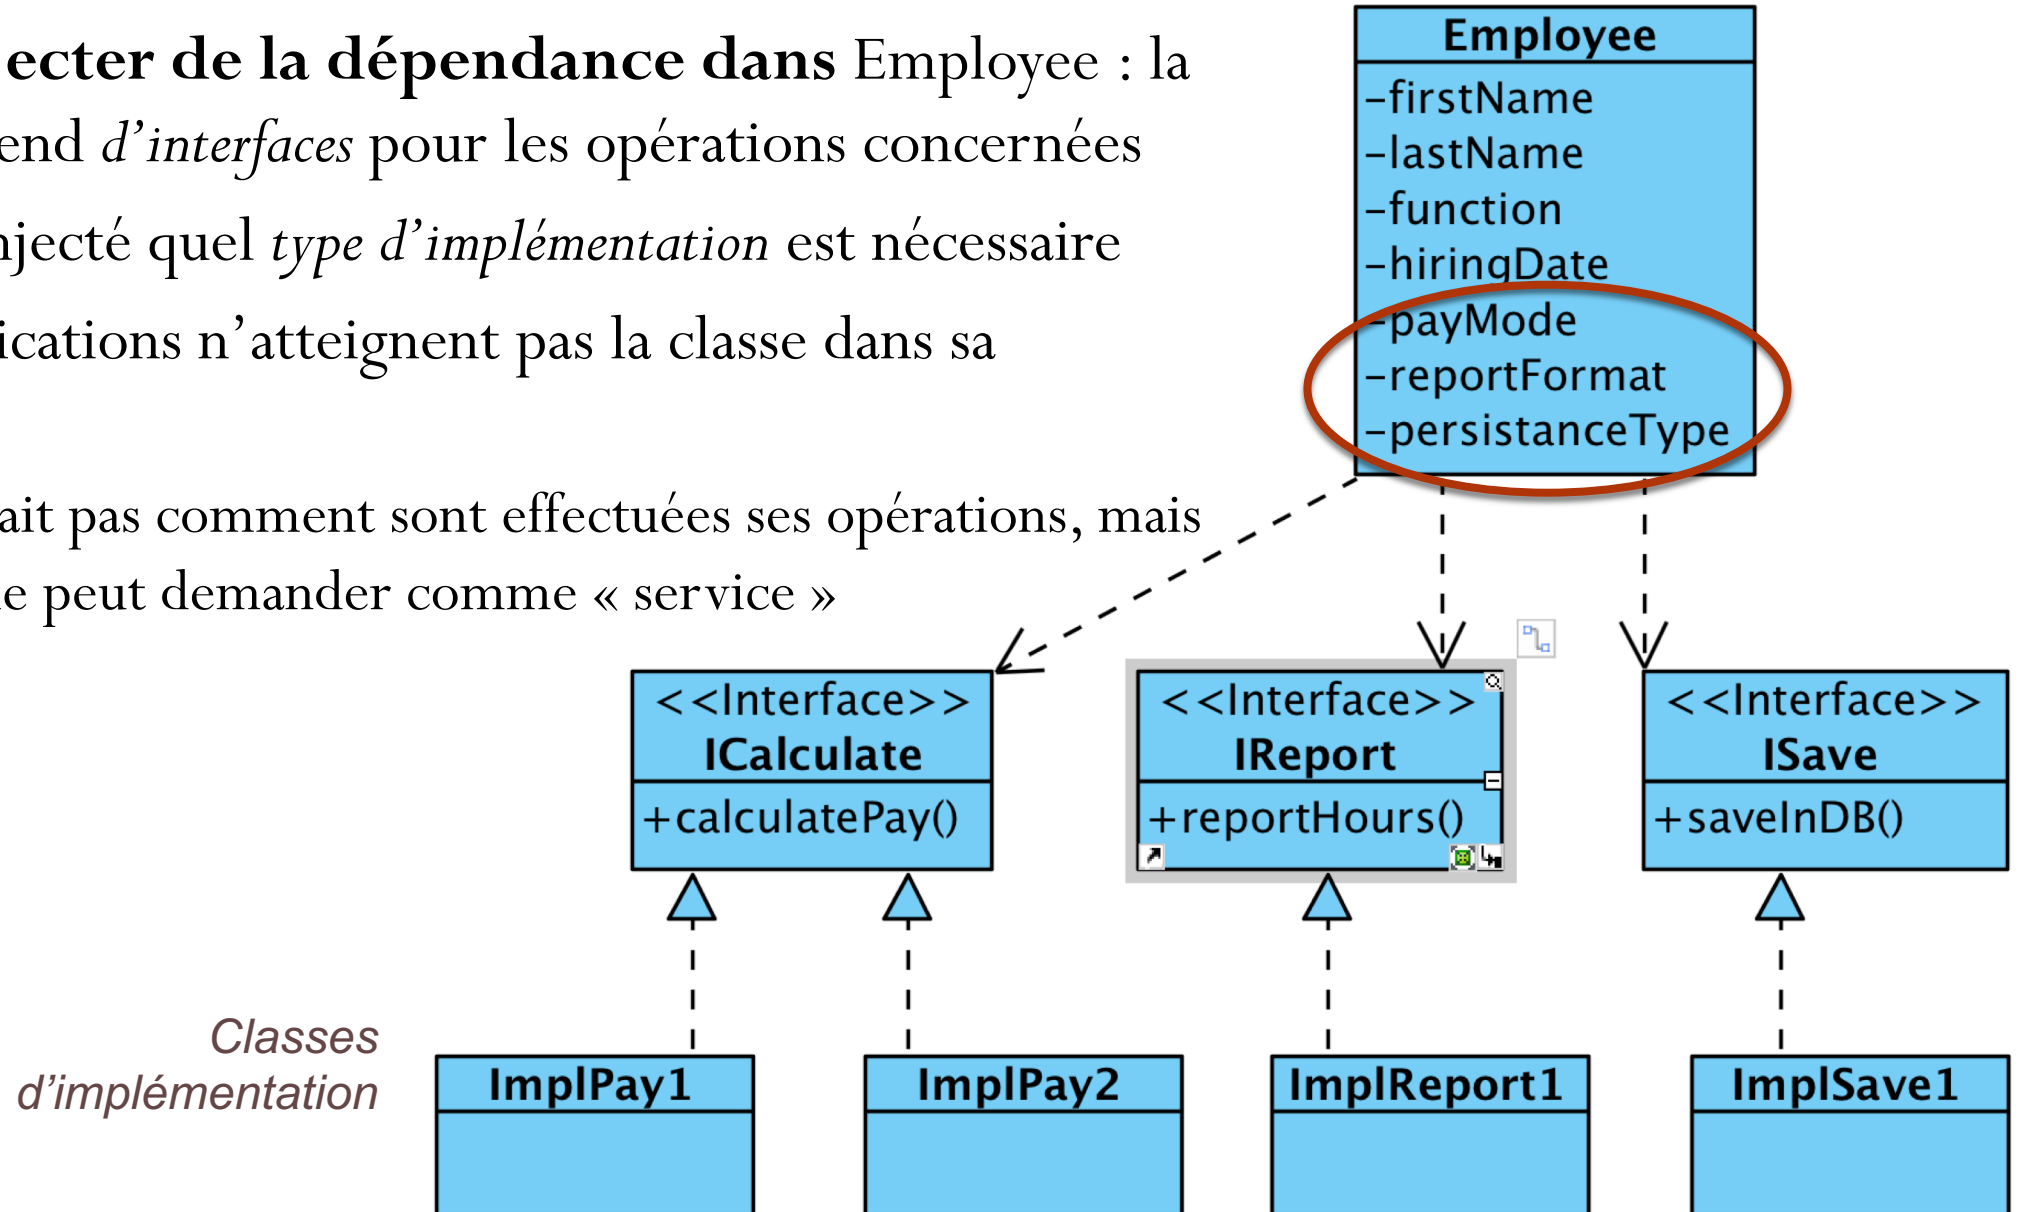 ecter de la dépendance dans Employee : la
end d’interfaces pour les opérations concernées
njecté quel type d’implémentation est nécessaire
ications n’atteignent pas la classe dans sa
ait pas comment sont effectuées ses opérations, mais
e peut demander comme « service »
Employee
-firstName
-lastName
-function
-hiringDate
-payMode
-reportFormat
-persistanceType
<<Interface>>
ICalculate
+calculatePay()
<<Interface>>
IReport
+reportHours()
<<Interface>>
ISave
+saveInDB()
Classes
d’implémentation
ImplPay1
ImplPay2
ImplReport1
ImplSave1